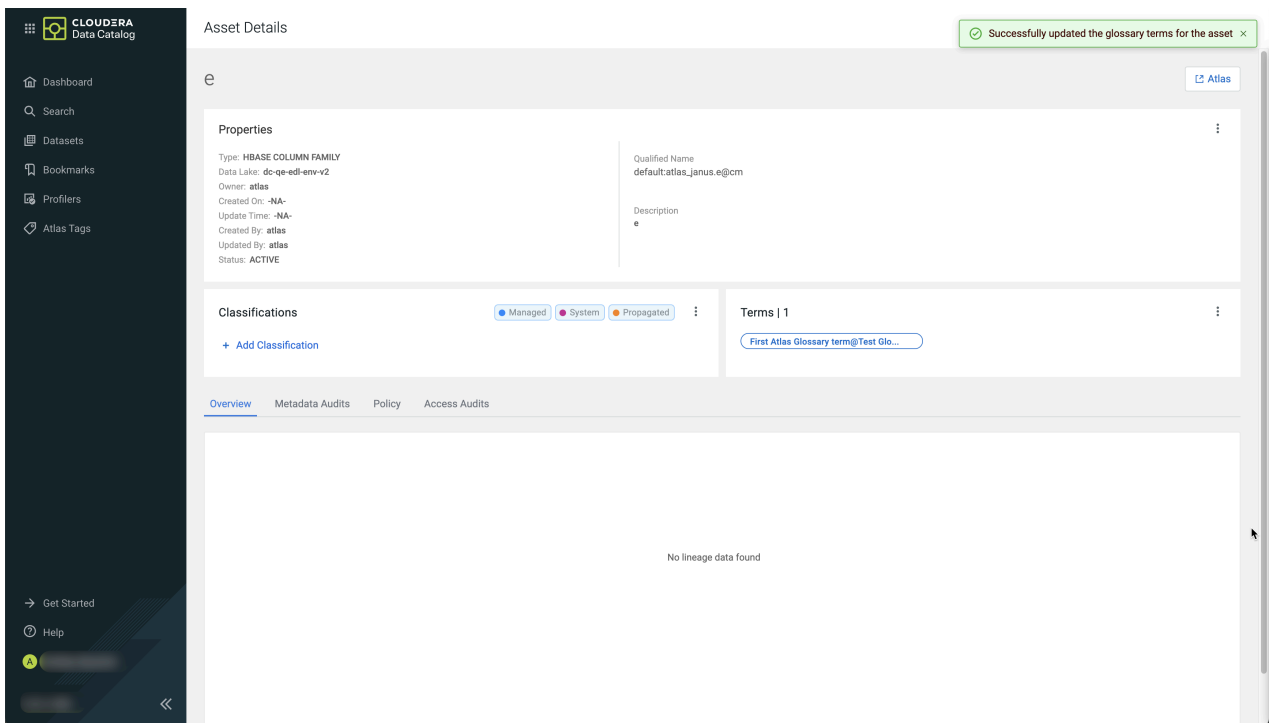 CLOUDERA
Data Catalog
Dashboard
Search
Datasets
Bookmarks
Profilers
Atlas Tags
Get Started
Help
A
Asset Details
Successfully updated the glossary terms for the asset
e
Atlas
Properties
Type: HBASE COLUMN FAMILY
Data Lake: dc-qe-edl-env-v2
Owner: atlas
Created On: -NA-
Update Time: -NA-
Created By: atlas
Updated By: atlas
Status: ACTIVE
Qualified Name
default:atlas_janus.e@cm
Description
e
Classifications
Managed System Propagated
+ Add Classification
Terms | 1
First Atlas Glossary term@Test Glo...
Overview Metadata Audits Policy Access Audits
No lineage data found